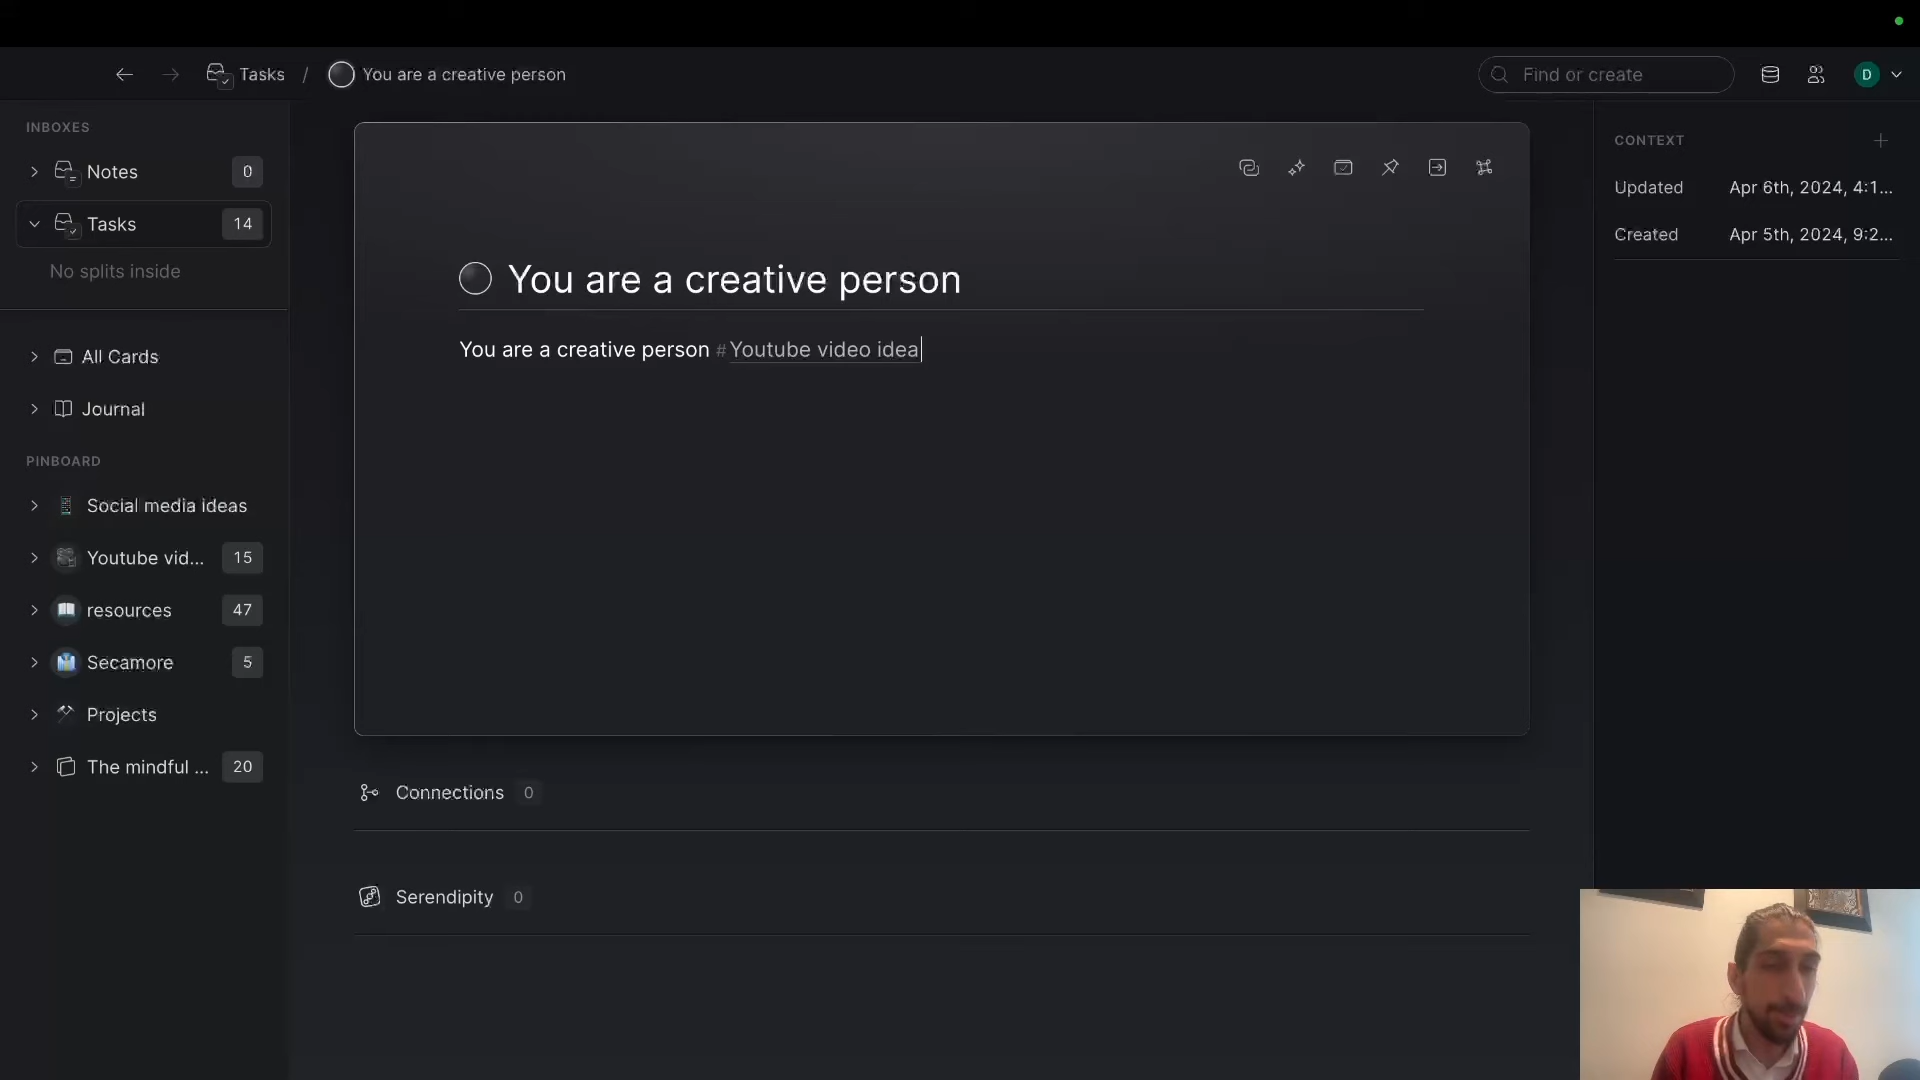 Tasks / You are a creative person
Find or create
D
INBOXES
Notes 0
Tasks 14
No splits inside
All Cards
Journal
PINBOARD
Social media ideas
Youtube vid... 15
resources 47
Secamore 5
Projects
The mindful ... 20
You are a creative person
You are a creative person #Youtube video idea
Connections 0
Serendipity 0
CONTEXT
Updated Apr 6th, 2024, 4:1...
Created Apr 5th, 2024, 9:2...